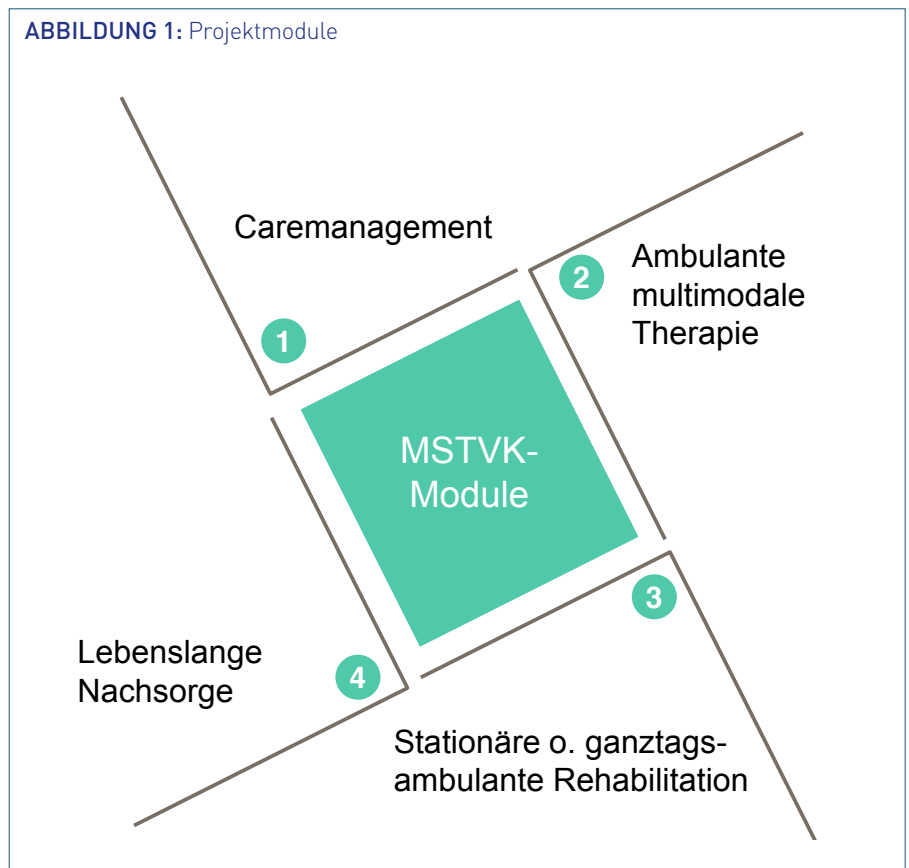 ABBILDUNG 1: Projektmodule
Caremanagement
1
2
Ambulante
multimodale
Therapie
MSTVK-
Module
3
Stationäre o. ganztags-
ambulante Rehabilitation
4
Lebenslange
Nachsorge